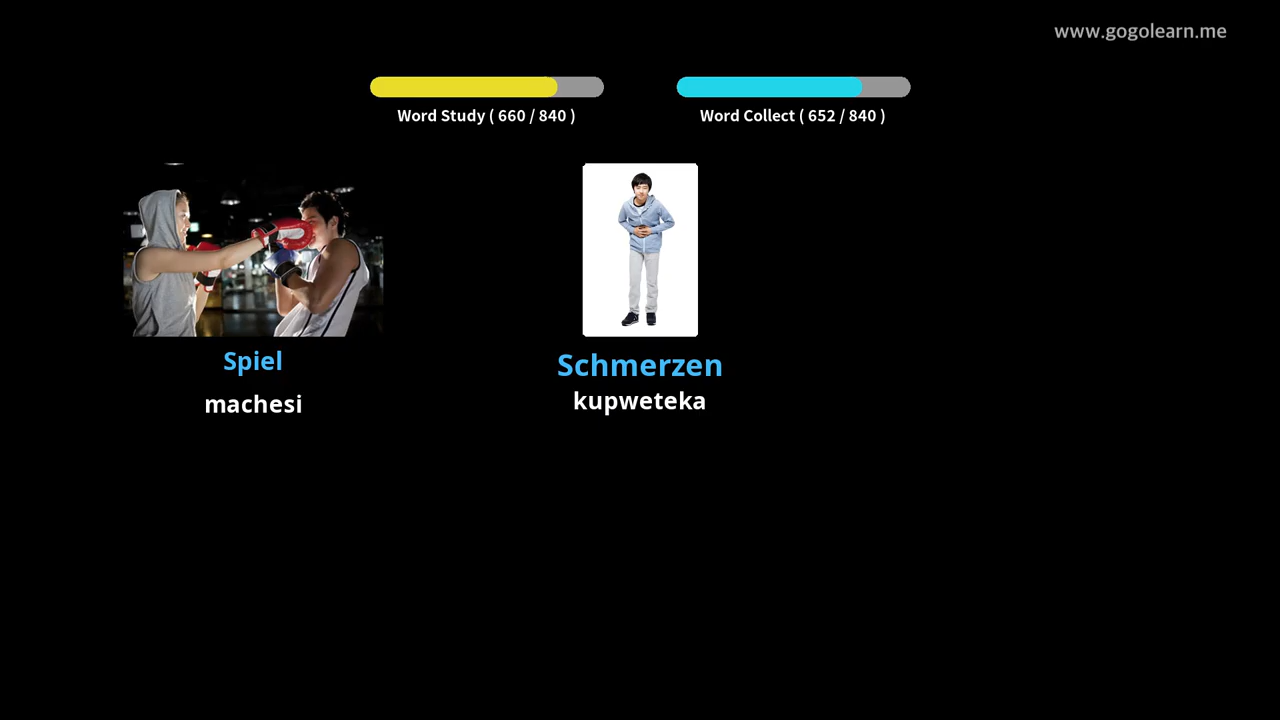 www.gogolearn.me
Word Study ( 660 / 840 )
Word Collect ( 652 / 840 )
Spiel
machesi
Schmerzen
kupweteka